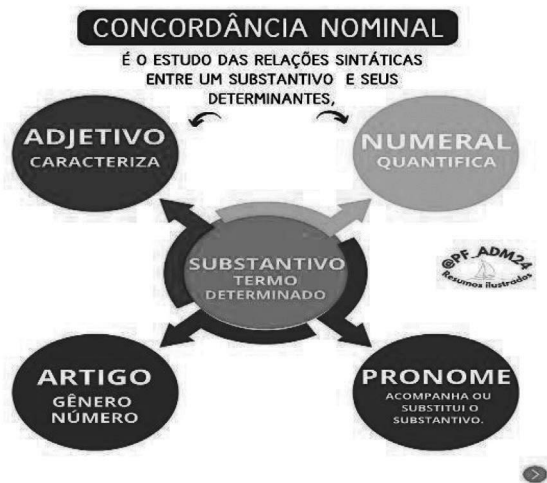 CONCORDÂNCIA NOMINAL
É O ESTUDO DAS RELAÇÕES SINTÁTICAS
ENTRE UM SUBSTANTIVO E SEUS
DETERMINANTES,
ADJETIVO
CARACTERIZA
NUMERAL
QUANTIFICA
SUBSTANTIVO
TERMO
DETERMINADO
@PF_ADM24
Resumos ilustrados
ARTIGO
GÊNERO
NÚMERO
PRONOME
ACOMPANHA OU
SUBSTITUI O
SUBSTANTIVO.